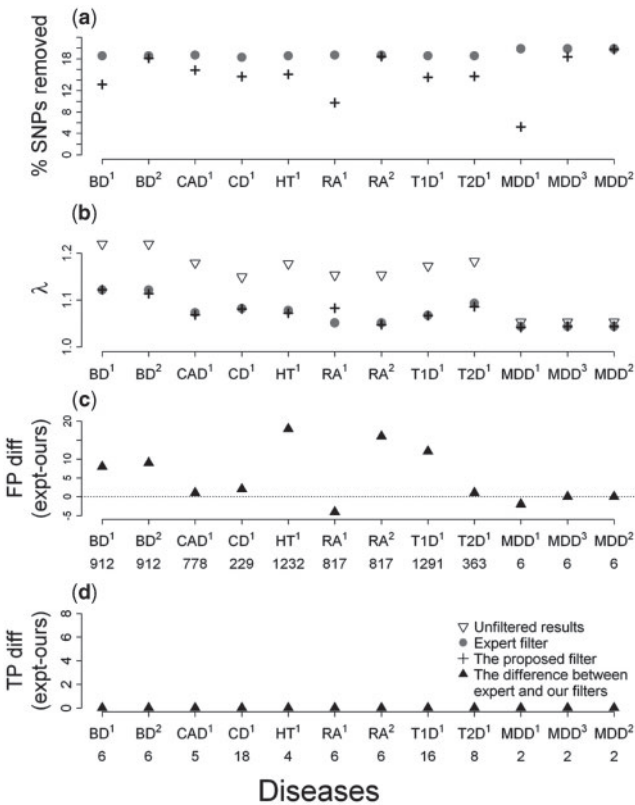 (a)
% SNPs removed
18
12
8
4
0
BD1 BD2 CAD1 CD1 HT1 RA1 RA2 T1D1 T2D1 MDD1 MDD3 MDD2
(b)
λ
1.2
1.1
1.0
BD1 BD2 CAD1 CD1 HT1 RA1 RA2 T1D1 T2D1 MDD1 MDD3 MDD2
(c)
FP diff
(expt-ours)
20
10
5
0
-5
BD1 BD2 CAD1 CD1 HT1 RA1 RA2 T1D1 T2D1 MDD1 MDD3 MDD2
912 912 778 229 1232 817 817 1291 363 6 6 6
(d)
TP diff
(expt-ours)
8
6
4
2
0
Unfiltered results
Expert filter
The proposed filter
The difference between
expert and our filters
BD1 BD2 CAD1 CD1 HT1 RA1 RA2 T1D1 T2D1 MDD1 MDD3 MDD2
6 6 5 18 4 6 6 16 8 2 2 2
Diseases